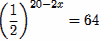 (1/2)^{20-2x} = 64